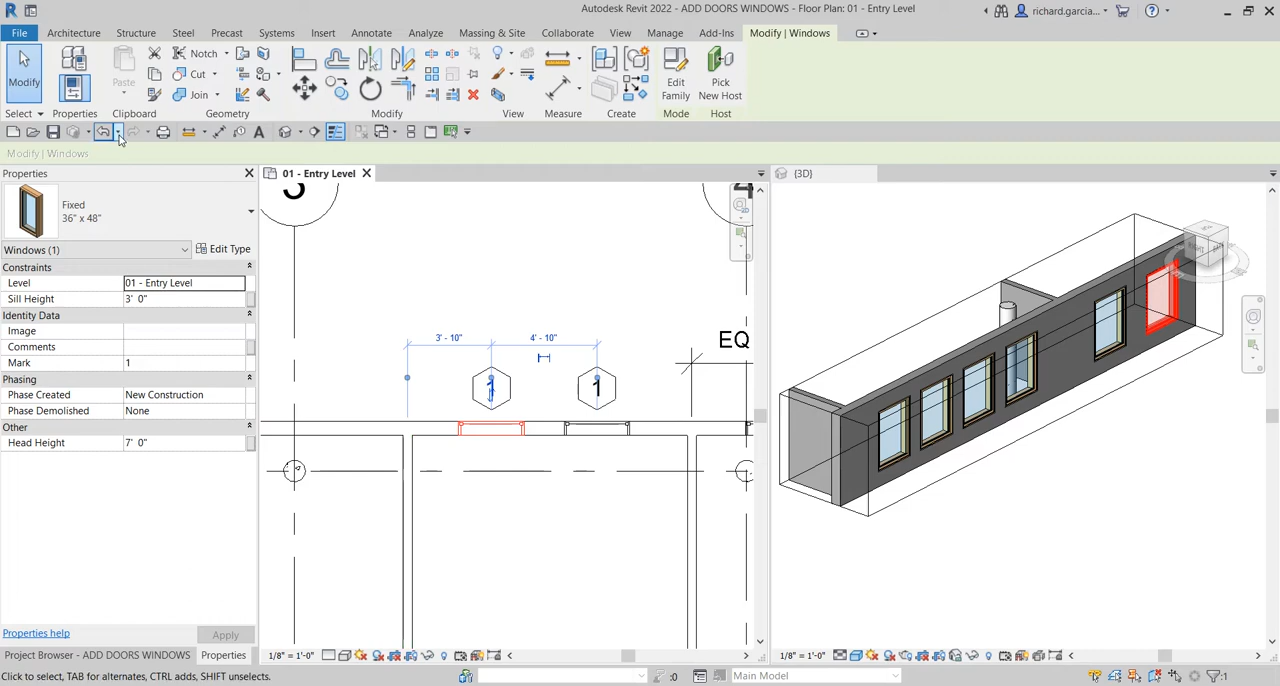 Autodesk Revit 2022 - ADD DOORS WINDOWS - Floor Plan: 01 - Entry Level
richard.garcia...
File Architecture Structure Steel Precast Systems Insert Annotate Analyze Massing & Site Collaborate View Manage Add-Ins Modify | Windows
Modify
Paste
Notch
Cut
Join
Edit Family
Pick New Host
Select Properties Clipboard Geometry Modify View Measure Create Mode Host
Modify | Windows
Properties
01 - Entry Level
{3D}
Fixed
36" x 48"
Windows (1)
Edit Type
Constraints
Level 01 - Entry Level
Sill Height 3' 0"
Identity Data
Image
Comments
Mark 1
Phasing
Phase Created New Construction
Phase Demolished None
Other
Head Height 7' 0"
3
4
3' - 10"
4' - 10"
EQ
1
1
Properties help
Apply
Project Browser - ADD DOORS WINDOWS
Properties
1/8" = 1'-0"
1/8" = 1'-0"
Click to select, TAB for alternates, CTRL adds, SHIFT unselects.
:0
Main Model
:1